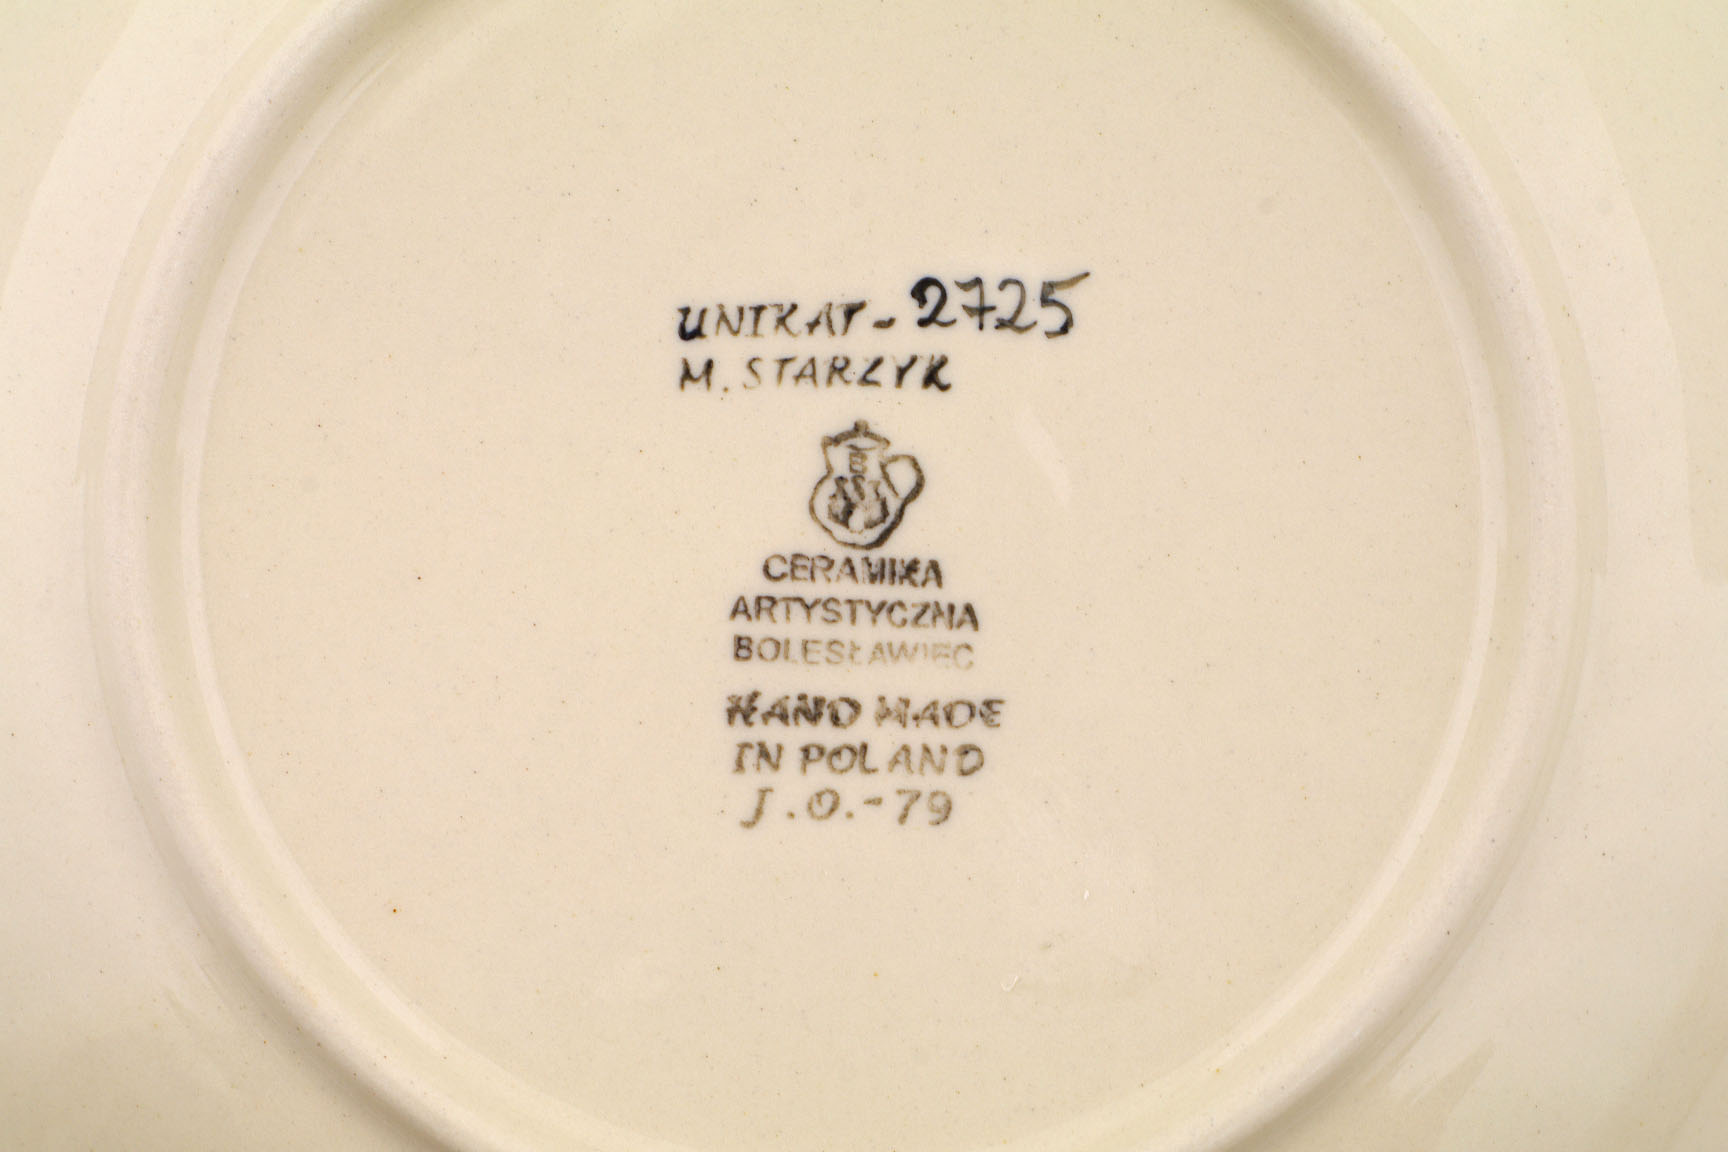 UNIKAT - 2725
M. STARZYK
CERAMIKA
ARTYSTYCZNA
BOLESŁAWIEC
HAND MADE
IN POLAND
J.O.-79